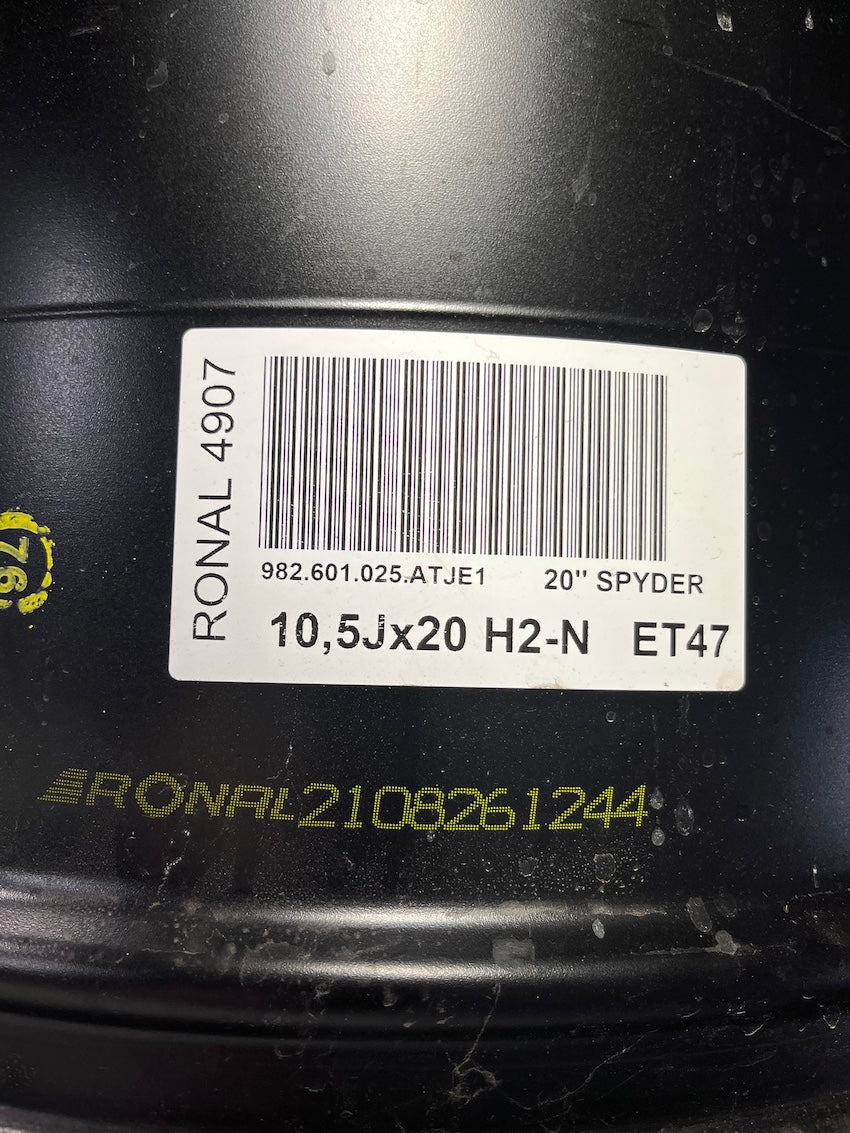 RONAL 4907
982.601.025.ATJE1 20" SPYDER
10,5Jx20 H2-N ET47
RONAL2108261244